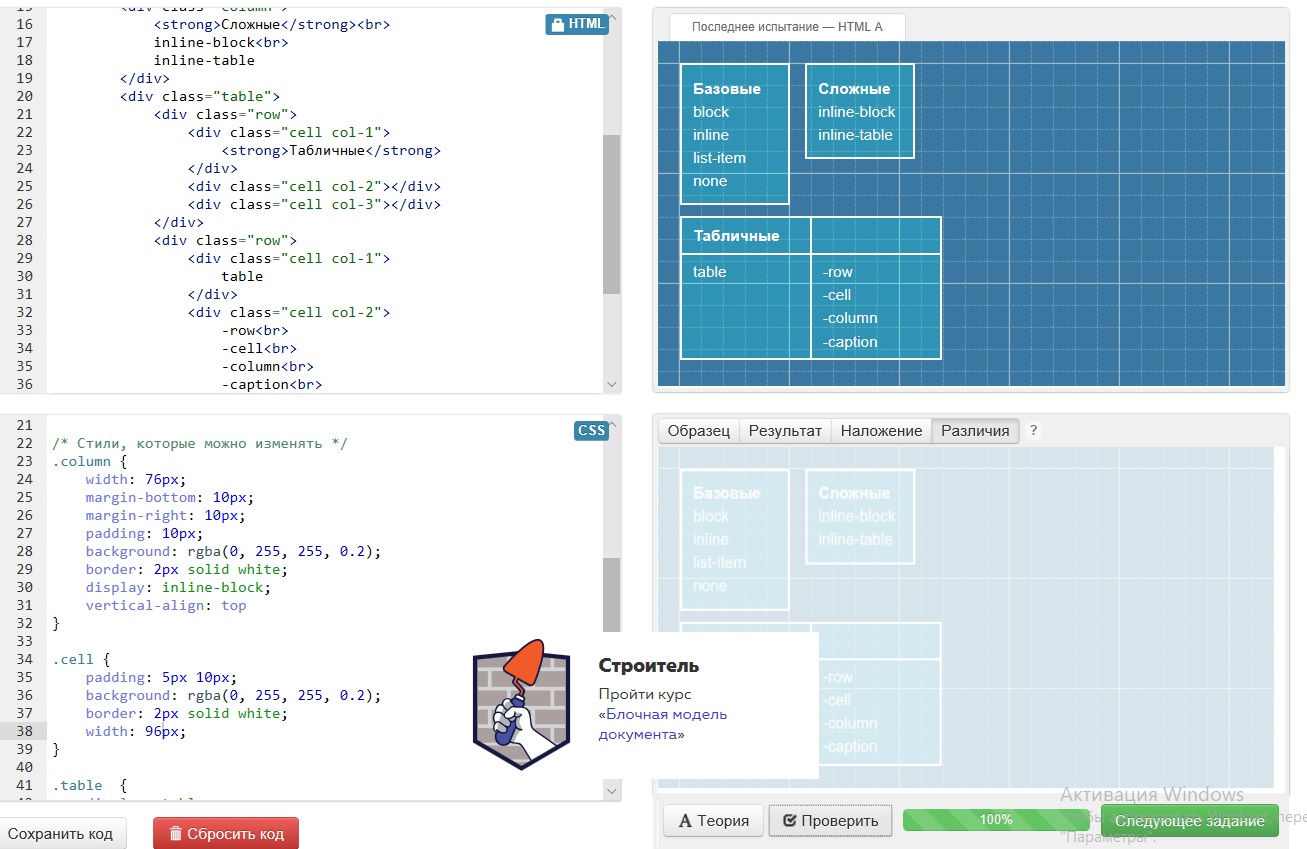 15 <div class="column">
16 <strong>Сложные</strong><br>
17 inline-block<br>
18 inline-table
19 </div>
20 <div class="table">
21 <div class="row">
22 <div class="cell col-1">
23 <strong>Табличные</strong>
24 </div>
25 <div class="cell col-2"></div>
26 <div class="cell col-3"></div>
27 </div>
28 <div class="row">
29 <div class="cell col-1">
30 table
31 </div>
32 <div class="cell col-2">
33 -row<br>
34 -cell<br>
35 -column<br>
36 -caption<br>
HTML
Последнее испытание — HTML A
Базовые
block
inline
list-item
none
Сложные
inline-block
inline-table
Табличные
table
-row
-cell
-column
-caption
21
22 /* Стили, которые можно изменять */
23 .column {
24 width: 76px;
25 margin-bottom: 10px;
26 margin-right: 10px;
27 padding: 10px;
28 background: rgba(0, 255, 255, 0.2);
29 border: 2px solid white;
30 display: inline-block;
31 vertical-align: top
32 }
33
34 .cell {
35 padding: 5px 10px;
36 background: rgba(0, 255, 255, 0.2);
37 border: 2px solid white;
38 width: 96px;
39 }
40
41 .table {
CSS
Образец Результат Наложение Различия ?
Базовые
block
inline
list-item
none
Сложные
inline-block
inline-table
-row
-cell
-column
-caption
Строитель
Пройти курс
«Блочная модель
документа»
Сохранить код
Сбросить код
Теория
Проверить
100%
Следующее задание
Активация Windows
"Параметры".